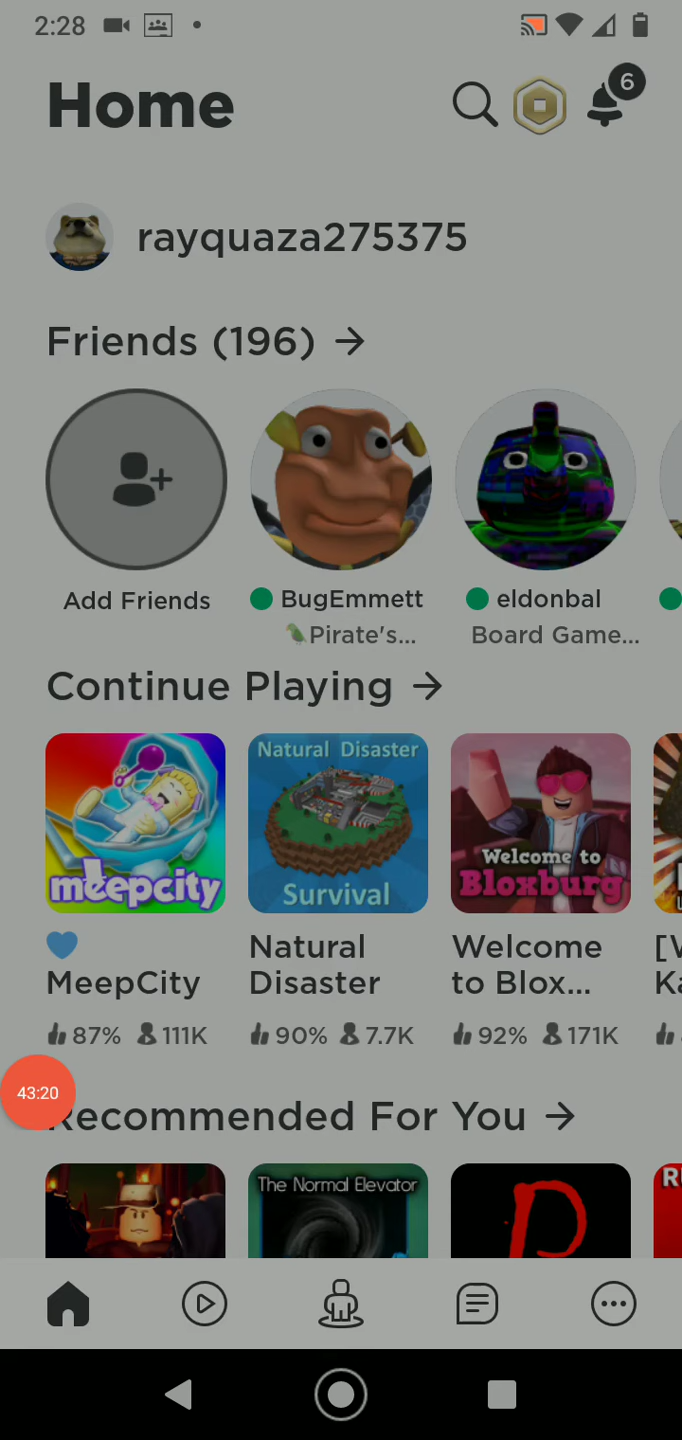 2:28
Home
6
rayquaza275375
Friends (196)
Add Friends
BugEmmett
Pirate's...
eldonbal
Board Game...
Continue Playing
meepcity
Natural Disaster
Survival
Welcome to
Bloxburg
MeepCity
Natural
Disaster
Welcome
to Blox...
[V
Ka
87% 111K
90% 7.7K
92% 171K
43:20
Recommended For You
The Normal Elevator
P
RU